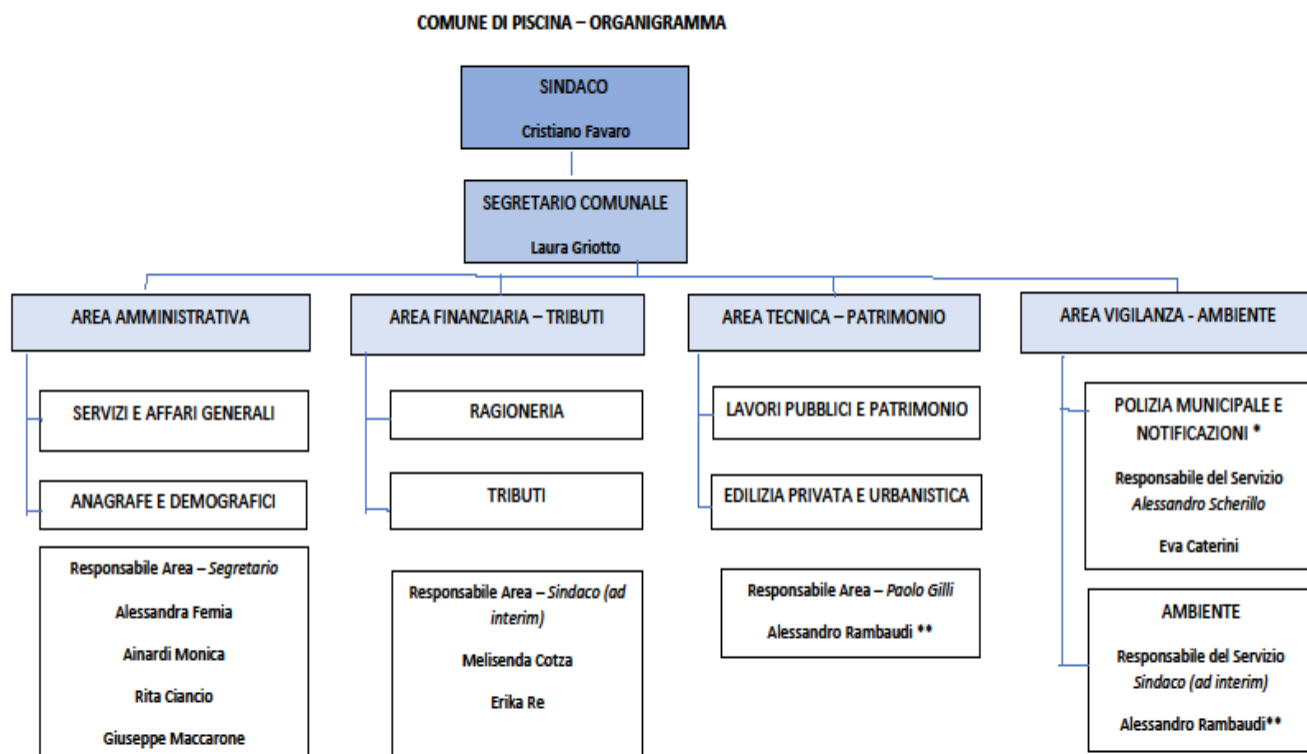 COMUNE DI PISCINA – ORGANIGRAMMA
SINDACO
Cristiano Favaro
SEGRETARIO COMUNALE
Laura Griotto
AREA AMMINISTRATIVA
SERVIZI E AFFARI GENERALI
ANAGRAFE E DEMOGRAFICI
Responsabile Area – Segretario
Alessandra Femia
Ainardi Monica
Rita Ciancio
Giuseppe Maccarone
AREA FINANZIARIA – TRIBUTI
RAGIONERIA
TRIBUTI
Responsabile Area – Sindaco (ad
interim)
Melisenda Cotza
Erika Re
AREA TECNICA – PATRIMONIO
LAVORI PUBBLICI E PATRIMONIO
EDILIZIA PRIVATA E URBANISTICA
Responsabile Area – Paolo Gilli
Alessandro Rambaudi **
AREA VIGILANZA - AMBIENTE
POLIZIA MUNICIPALE E
NOTIFICAZIONI *
Responsabile del Servizio
Alessandro Scherillo
Eva Caterini
AMBIENTE
Responsabile del Servizio
Sindaco (ad interim)
Alessandro Rambaudi**